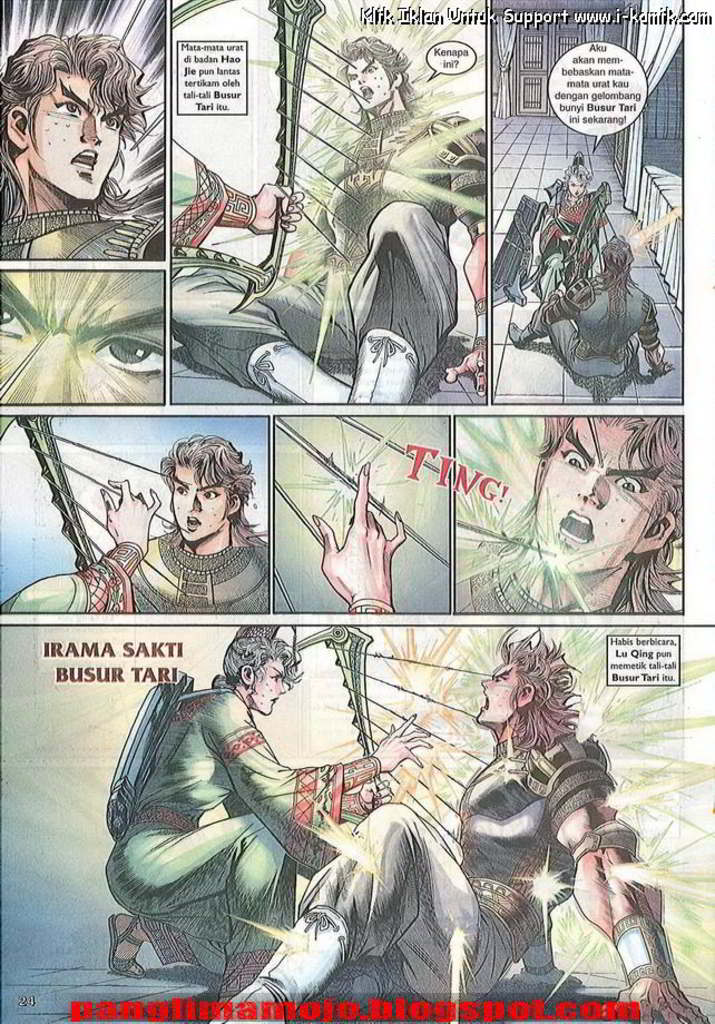 Klik Iklan Untuk Support www.i-komik.com
Mata-mata urat
di badan Hao
Jie pun lantas
tertikam oleh
tali-tali Busur
Tari itu.
Kenapa
ini?
Aku
akan mem-
bebaskan mata-
mata urat kau
dengan gelombang
bunyi Busur Tari
ini sekarang!
TING!
IRAMA SAKTI
BUSUR TARI
Habis berbicara,
Lu Qing pun
memetik tali-tali
Busur Tari itu.
24
panglimamojo.blogspot.com